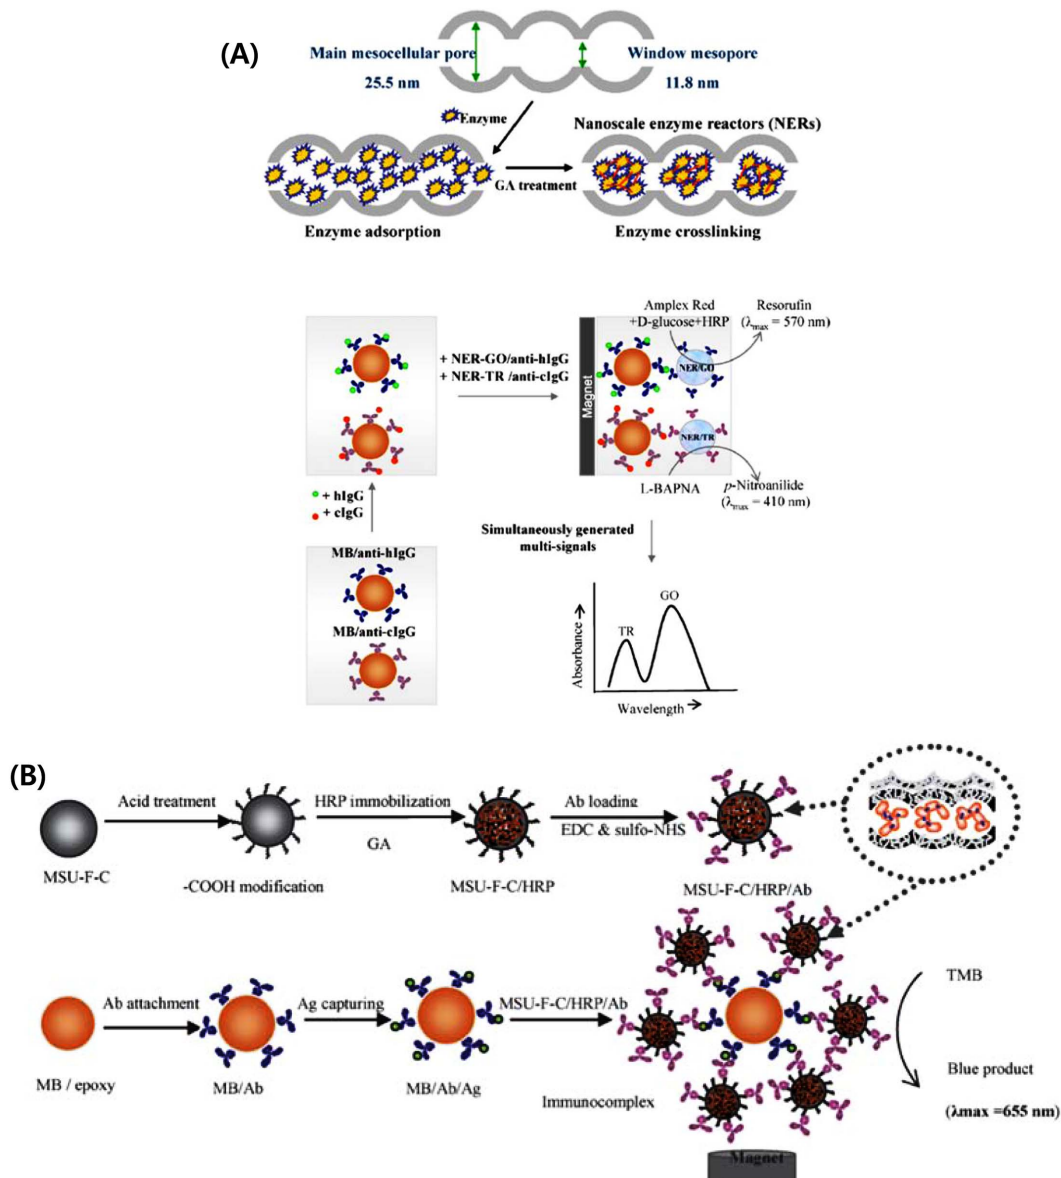 (A)
Main mesocellular pore
25.5 nm
Window mesopore
11.8 nm
Enzyme
Nanoscale enzyme reactors (NERs)
GA treatment
Enzyme adsorption
Enzyme crosslinking
Amplex Red
+D-glucose+HRP
Resorufin
(λmax = 570 nm)
+ NER-GO/anti-hIgG
+ NER-TR /anti-cIgG
Magnet
NER/GO
NER/TR
L-BAPNA
p-Nitroanilide
(λmax = 410 nm)
+ hIgG
+ cIgG
Simultaneously generated
multi-signals
MB/anti-hIgG
MB/anti-cIgG
GO
TR
Absorbance
Wavelength
(B)
Acid treatment
HRP immobilization
Ab loading
GA
EDC & sulfo-NHS
MSU-F-C
-COOH modification
MSU-F-C/HRP
MSU-F-C/HRP/Ab
Ab attachment
Ag capturing
MSU-F-C/HRP/Ab
TMB
MB / epoxy
MB/Ab
MB/Ab/Ag
Immunocomplex
Blue product
(λmax =655 nm)
Magnet